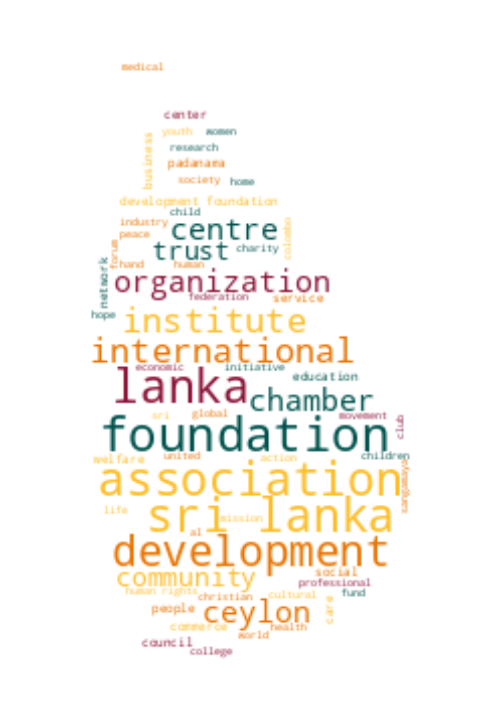 medical
center
youth women
business
research
padanama
society home
development foundation
child
industry
centre
colombo
peace
trust charity
forum
hand human
network
organization
federation service
hope
institute
international
economic initiative
lanka
education
chamber
sri global movement
club
foundation
welfare united action children
association
sangamaya
life
sri lanka
mission
al
development
social
community
professional
human rights
fund
christian cultural
care
people
ceylon
commerce health
world
council
college